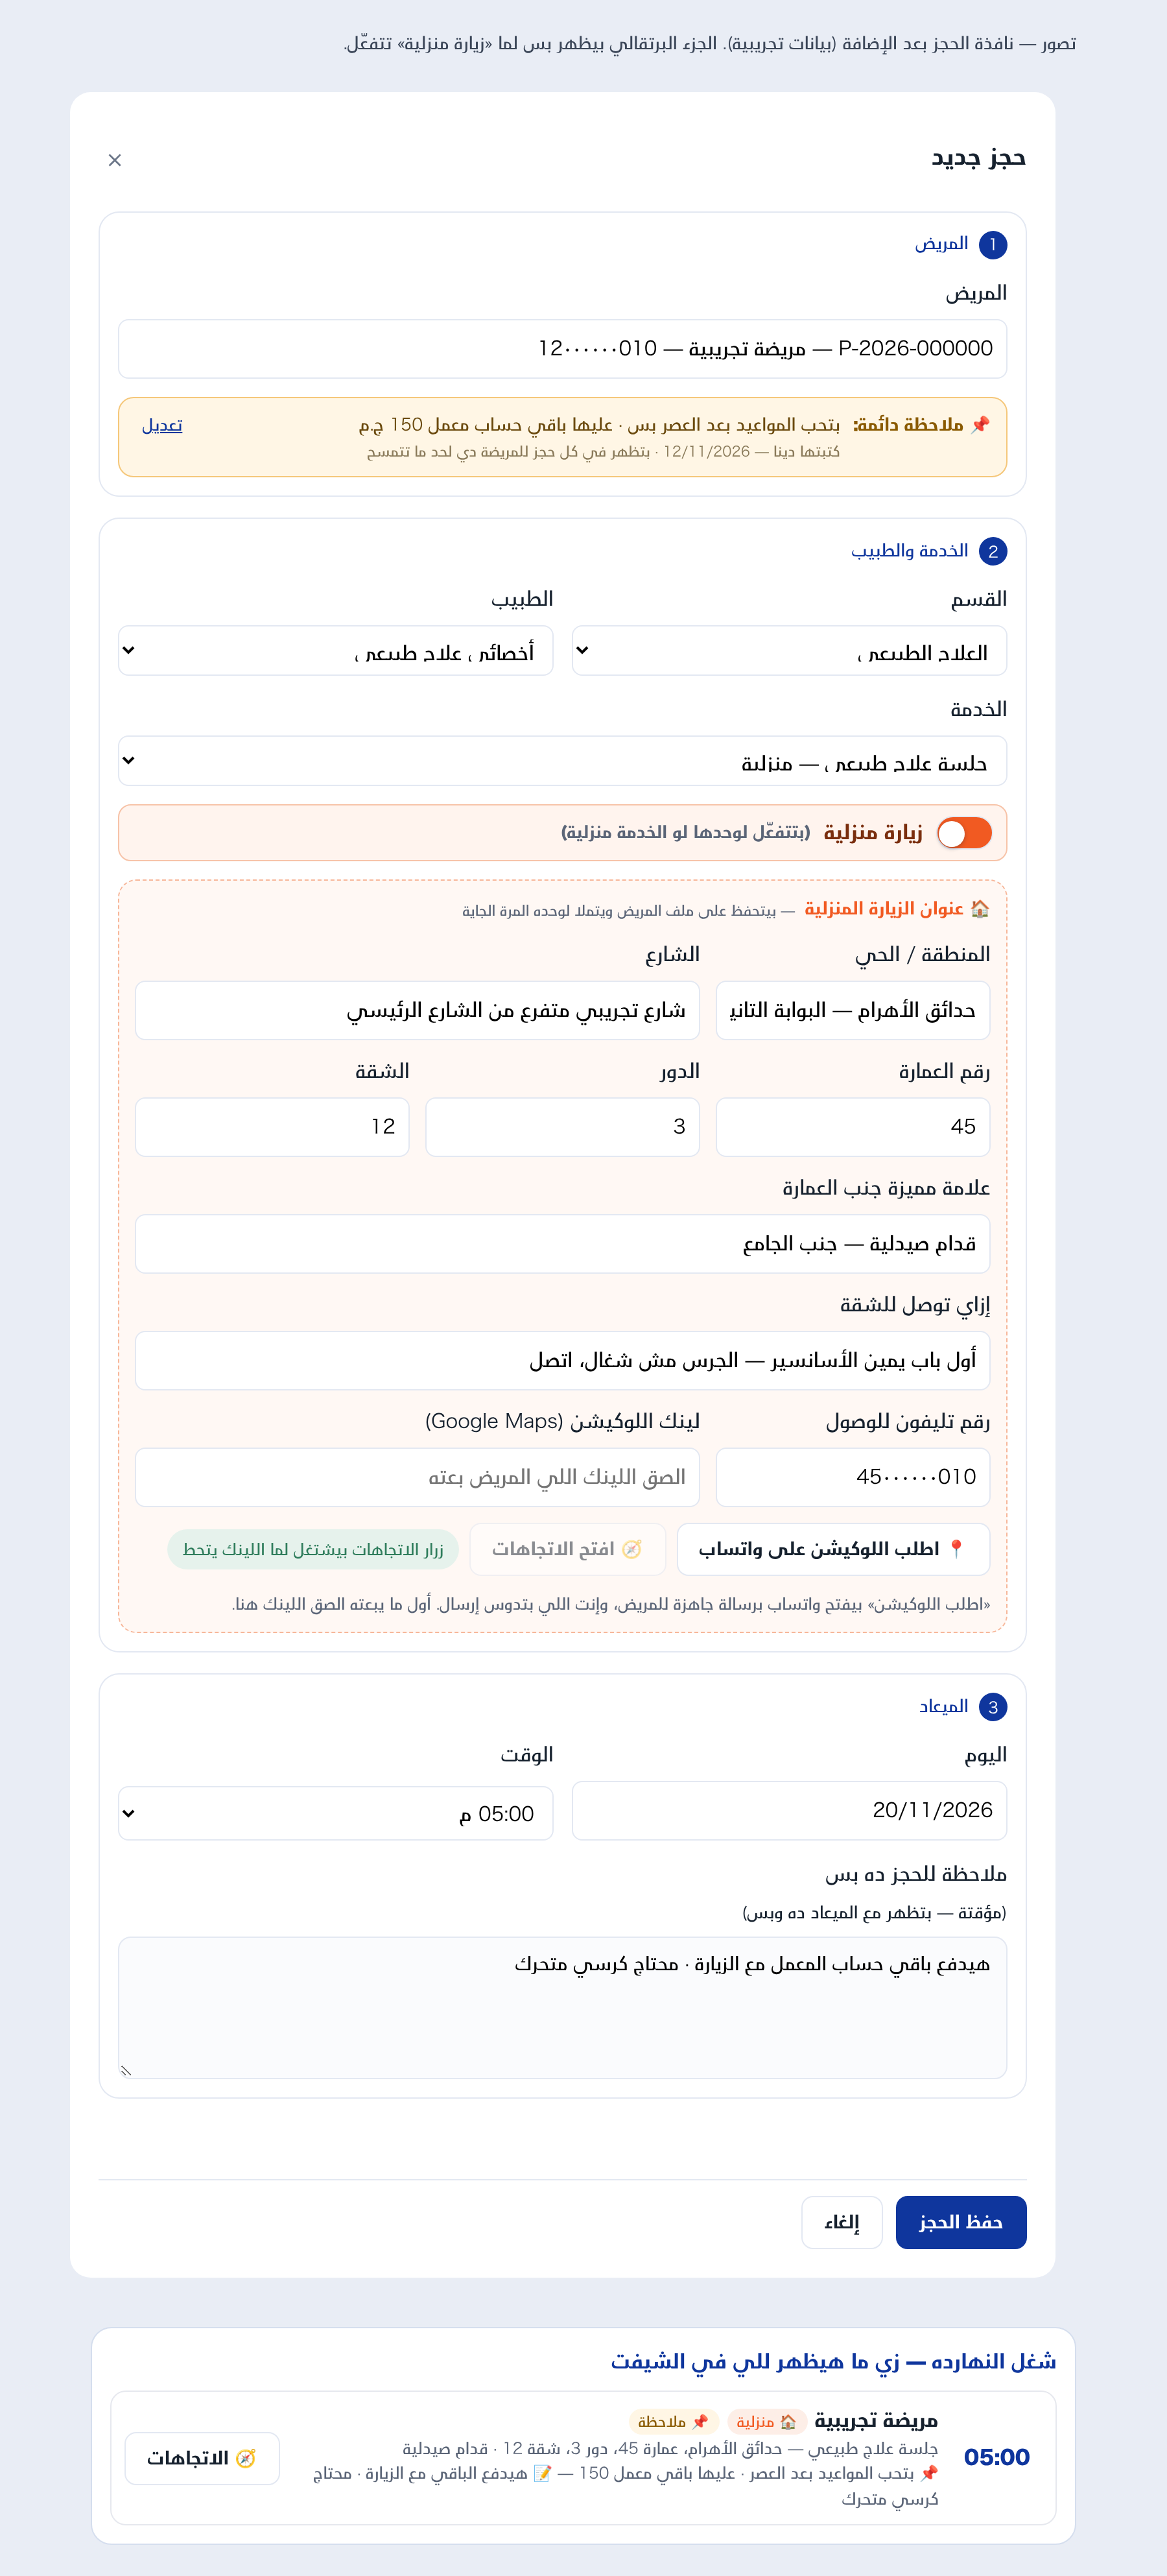 تصور — نافذة الحجز بعد الإضافة (بيانات تجريبية). الجزء البرتقالي بيظهر بس لما «زيارة منزلية» تتفعّل.
حجز جديد
×
1 المريض
المريض
P-2026-000000 — مريضة تجريبية — 010••••••12
📌 ملاحظة دائمة: بتحب المواعيد بعد العصر بس · عليها باقي حساب معمل 150 ج.م
تعديل
كتبتها دينا — 12/11/2026 · بتظهر في كل حجز للمريضة دي لحد ما تتمسح
2 الخدمة والطبيب
القسم
الطبيب
العلاج الطبيعي
أخصائي علاج طبيعي
الخدمة
جلسة علاج طبيعي — منزلية
زيارة منزلية (بتتفعّل لوحدها لو الخدمة منزلية)
🏠 عنوان الزيارة المنزلية — بيتحفظ على ملف المريض ويتملا لوحده المرة الجاية
المنطقة / الحي
الشارع
حدائق الأهرام — البوابة التاني
شارع تجريبي متفرع من الشارع الرئيسي
رقم العمارة
الدور
الشقة
45
3
12
علامة مميزة جنب العمارة
قدام صيدلية — جنب الجامع
إزاي توصل للشقة
أول باب يمين الأسانسير — الجرس مش شغال، اتصل
رقم تليفون للوصول
لينك اللوكيشن (Google Maps)
010••••••45
الصق اللينك اللي المريض بعته
📍 اطلب اللوكيشن على واتساب
🧭 افتح الاتجاهات
زرار الاتجاهات بيشتغل لما اللينك يتحط
«اطلب اللوكيشن» بيفتح واتساب برسالة جاهزة للمريض، وإنت اللي بتدوس إرسال. أول ما يبعته الصق اللينك هنا.
3 الميعاد
اليوم
الوقت
20/11/2026
05:00 م
ملاحظة للحجز ده بس
(مؤقتة — بتظهر مع الميعاد ده وبس)
هيدفع باقي حساب المعمل مع الزيارة · محتاج كرسي متحرك
حفظ الحجز
إلغاء
شغل النهارده — زي ما هيظهر للي في الشيفت
05:00
مريضة تجريبية 🏠 منزلية 📌 ملاحظة
جلسة علاج طبيعي — حدائق الأهرام، عمارة 45، دور 3، شقة 12 · قدام صيدلية
📌 بتحب المواعيد بعد العصر · عليها باقي معمل 150 — 📝 هيدفع الباقي مع الزيارة · محتاج
كرسي متحرك
🧭 الاتجاهات